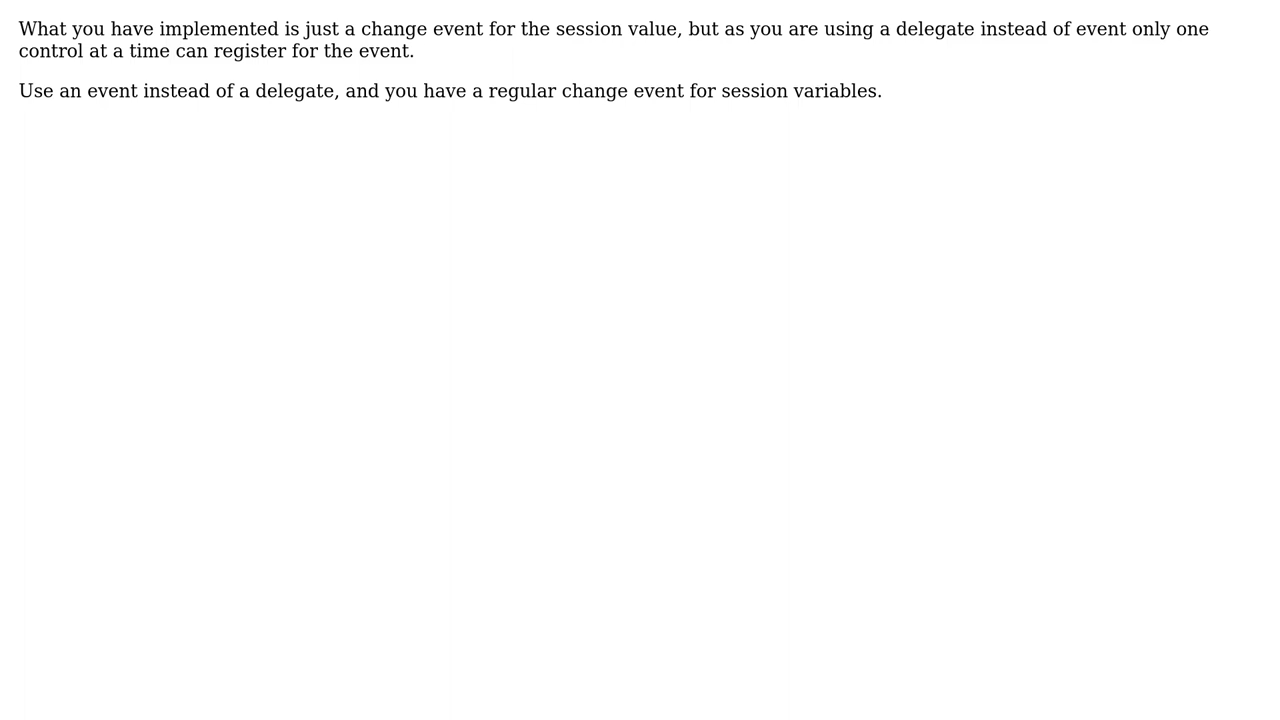 What you have implemented is just a change event for the session value, but as you are using a delegate instead of event only one
control at a time can register for the event.
Use an event instead of a delegate, and you have a regular change event for session variables.